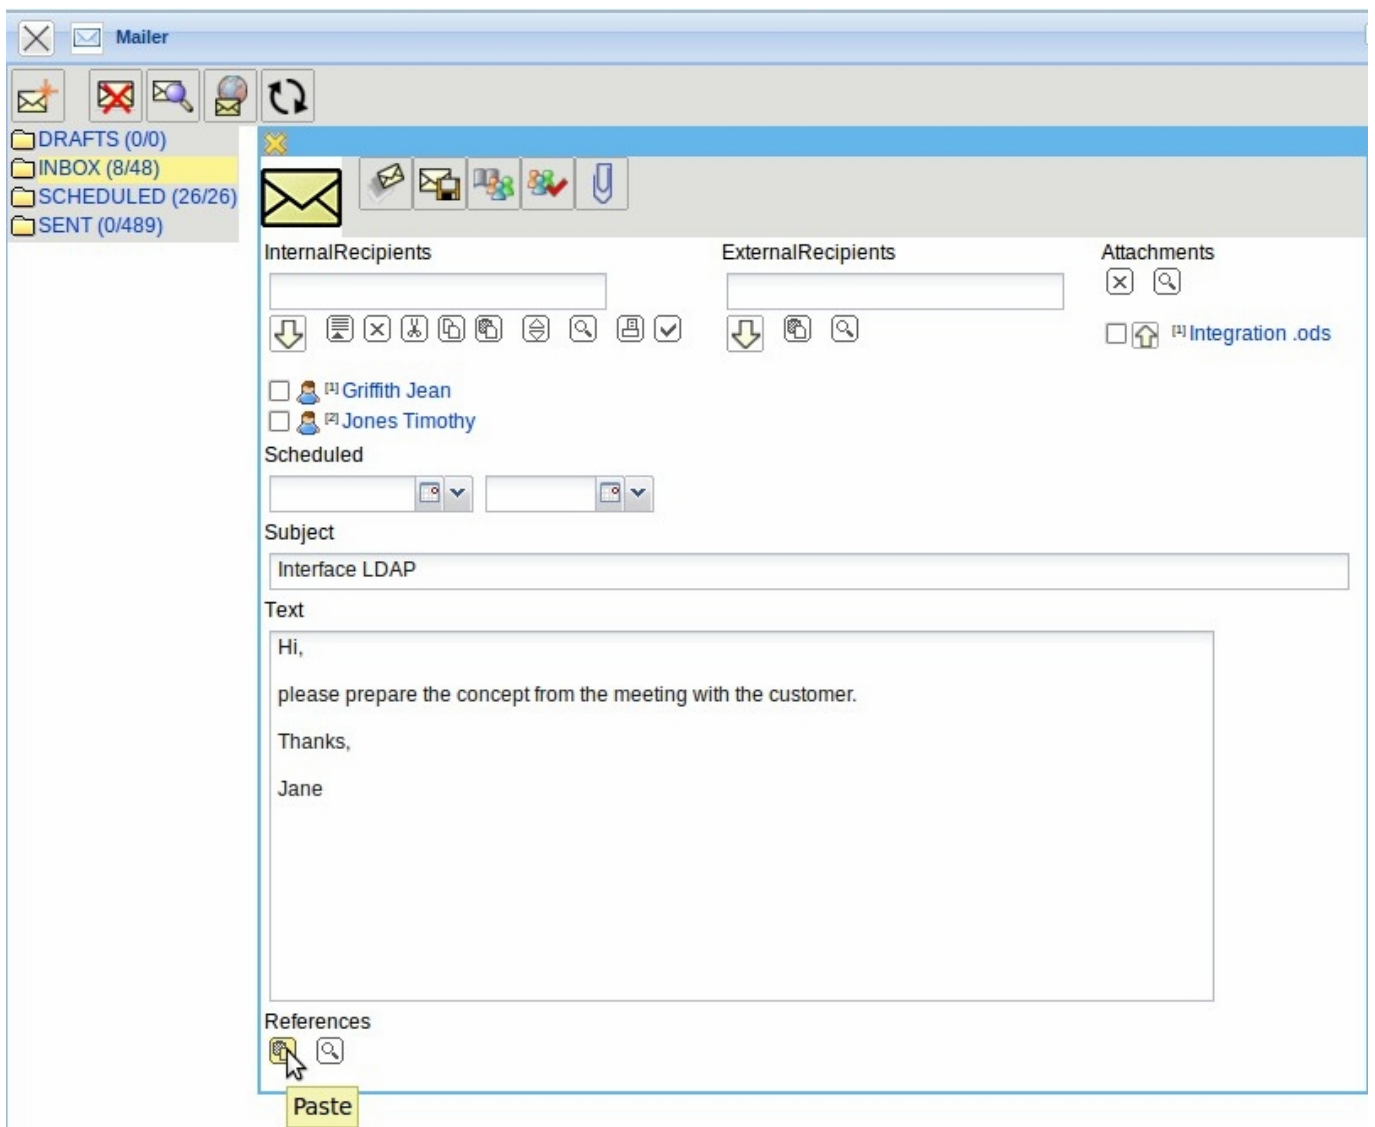 Mailer
DRAFTS (0/0)
INBOX (8/48)
SCHEDULED (26/26)
SENT (0/489)
InternalRecipients ExternalRecipients Attachments
[1] Integration .ods
[1] Griffith Jean
[2] Jones Timothy
Scheduled
Subject
Interface LDAP
Text
Hi,
please prepare the concept from the meeting with the customer.
Thanks,
Jane
References
Paste